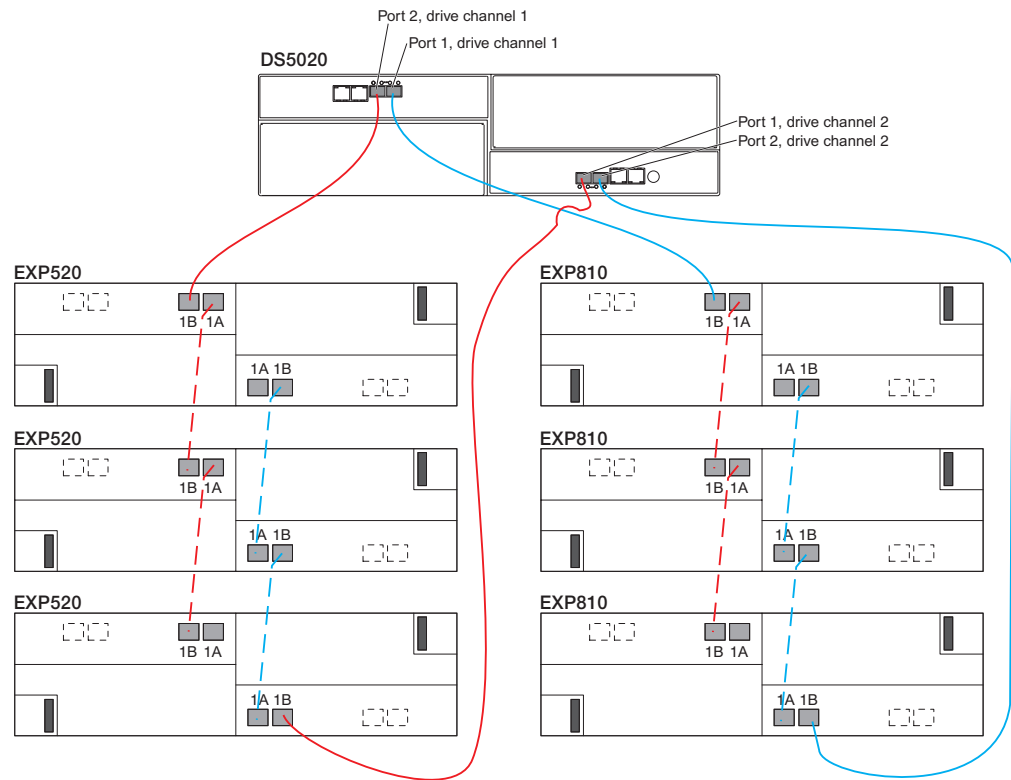 Port 2, drive channel 1
Port 1, drive channel 1
DS5020
Port 1, drive channel 2
Port 2, drive channel 2
EXP520
EXP810
1B 1A
1B 1A
1A 1B
1A 1B
EXP520
EXP810
1B 1A
1B 1A
1A 1B
1A 1B
EXP520
EXP810
1B 1A
1B 1A
1A 1B
1A 1B